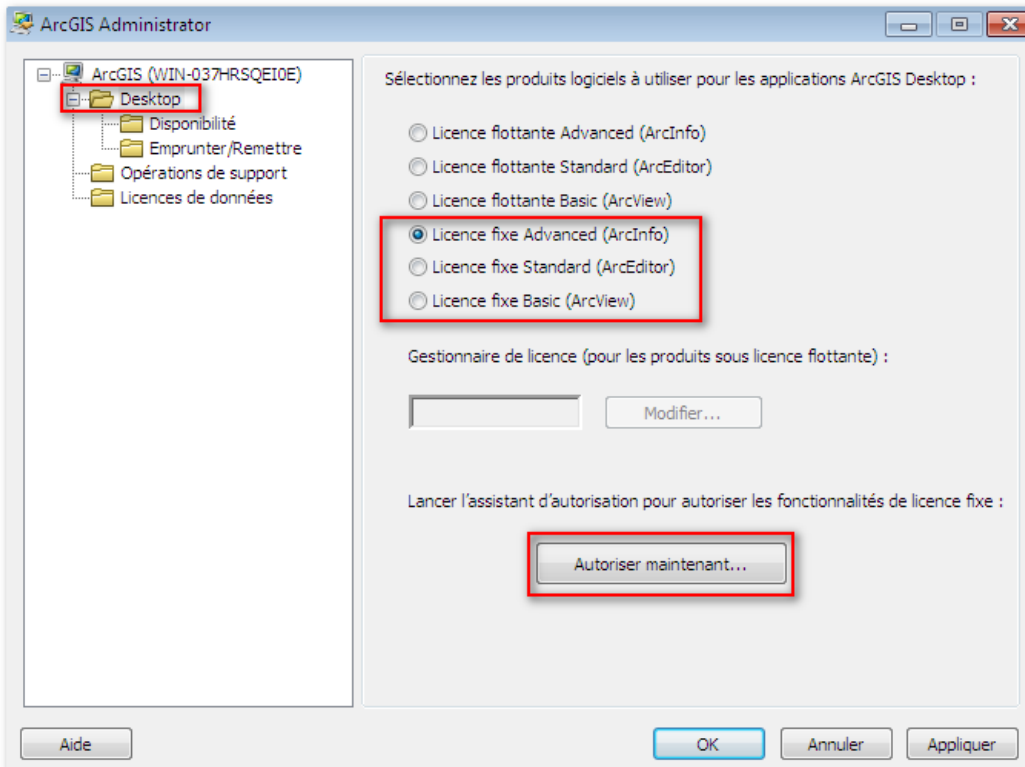 ArcGIS Administrator
ArcGIS (WIN-037HRSQEI0E)
Desktop
Disponibilité
Emprunter/Remettre
Opérations de support
Licences de données
Sélectionnez les produits logiciels à utiliser pour les applications ArcGIS Desktop :
Licence flottante Advanced (ArcInfo)
Licence flottante Standard (ArcEditor)
Licence flottante Basic (ArcView)
Licence fixe Advanced (ArcInfo)
Licence fixe Standard (ArcEditor)
Licence fixe Basic (ArcView)
Gestionnaire de licence (pour les produits sous licence flottante) :
Modifier...
Lancer l'assistant d'autorisation pour autoriser les fonctionnalités de licence fixe :
Autoriser maintenant...
Aide
OK
Annuler
Appliquer